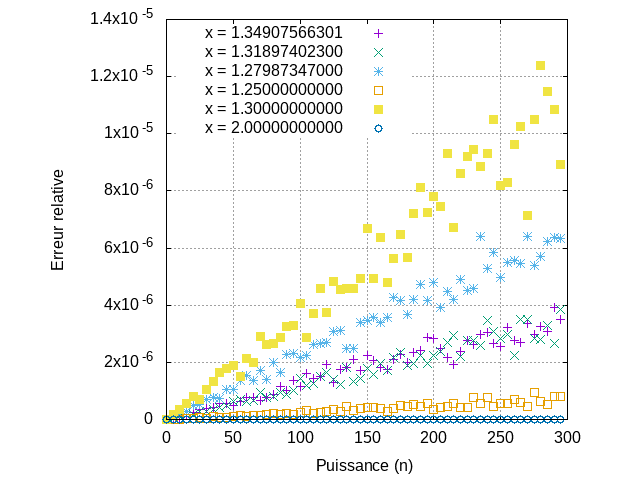 1.4x10 -5
x = 1.34907566301
x = 1.31897402300
1.2x10 -5
x = 1.27987347000
x = 1.25000000000
x = 1.30000000000
1x10 -5
x = 2.00000000000
8x10 -6
Erreur relative
6x10 -6
4x10 -6
2x10 -6
0
0 50 100 150 200 250 300
Puissance (n)